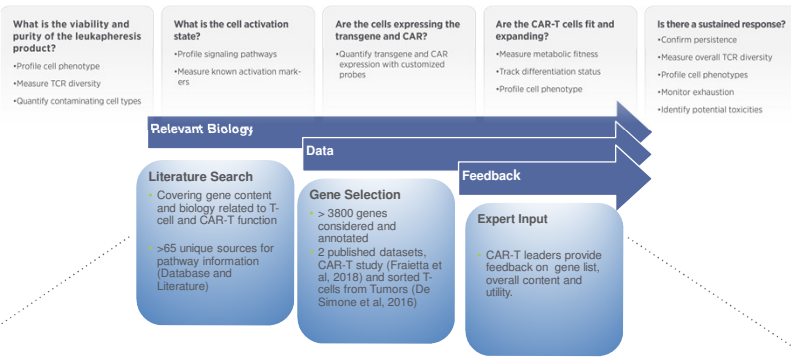 What is the viability and
purity of the leukapheresis
product?
•Profile cell phenotype
•Measure TCR diversity
•Quantify contaminating cell types
What is the cell activation
state?
•Profile signaling pathways
•Measure known activation mark-
ers
Are the cells expressing the
transgene and CAR?
•Quantify transgene and CAR
expression with customized
probes
Are the CAR-T cells fit and
expanding?
•Measure metabolic fitness
•Track differentiation status
•Profile cell phenotype
Is there a sustained response?
•Confirm persistence
•Measure overall TCR diversity
•Profile cell phenotypes
•Monitor exhaustion
•Identify potential toxicities
Relevant Biology
Data
Feedback
Literature Search
• Covering gene content
and biology related to T-
cell and CAR-T function
• >65 unique sources for
pathway information
(Database and
Literature)
Gene Selection
• > 3800 genes
considered and
annotated
• 2 published datasets,
CAR-T study (Fraietta et
al, 2018) and sorted T-
cells from Tumors (De
Simone et al, 2016)
Expert Input
• CAR-T leaders provide
feedback on gene list,
overall content and
utility.